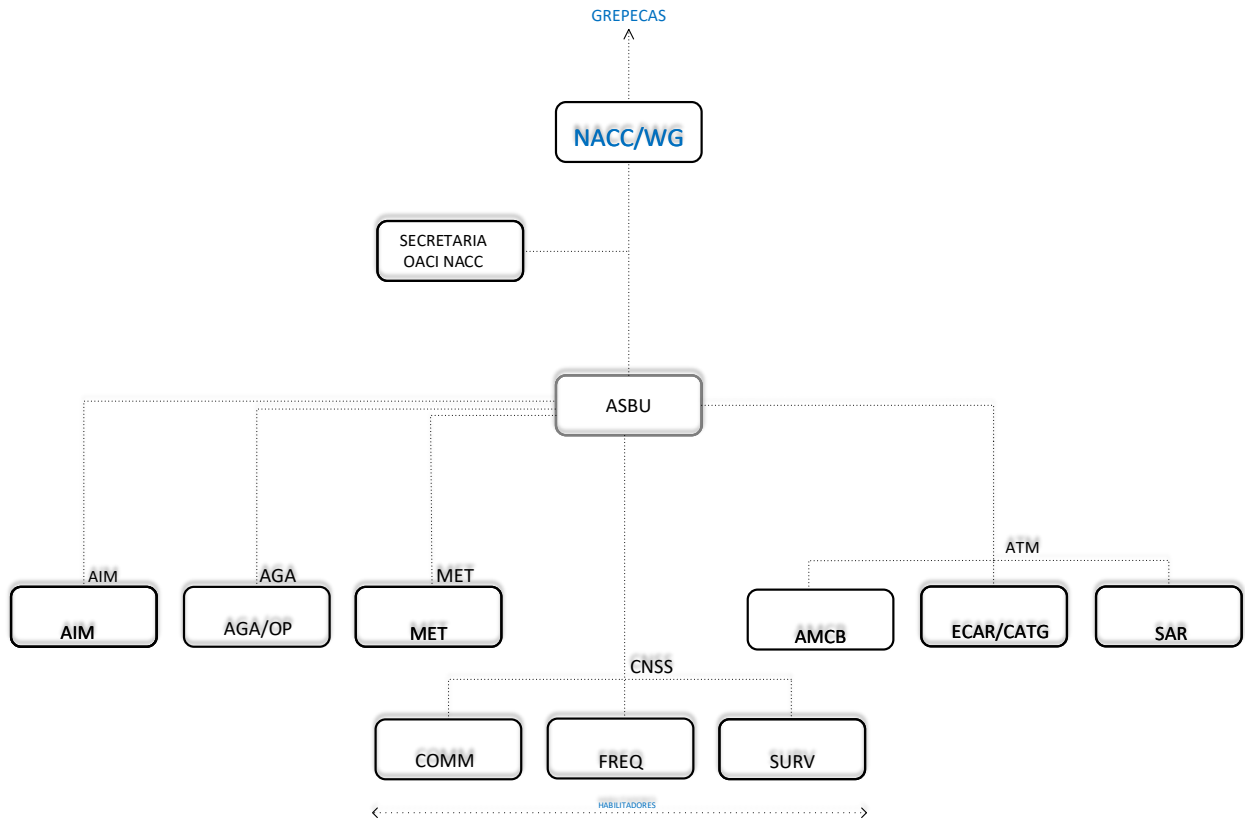 GREPECAS
NACC/WG
SECRETARIA
OACI NACC
ASBU
ATM
AIM
AGA
MET
AIM
AGA/OP
MET
AMCB
ECAR/CATG
SAR
CNSS
COMM
FREQ
SURV
HABILITADORES